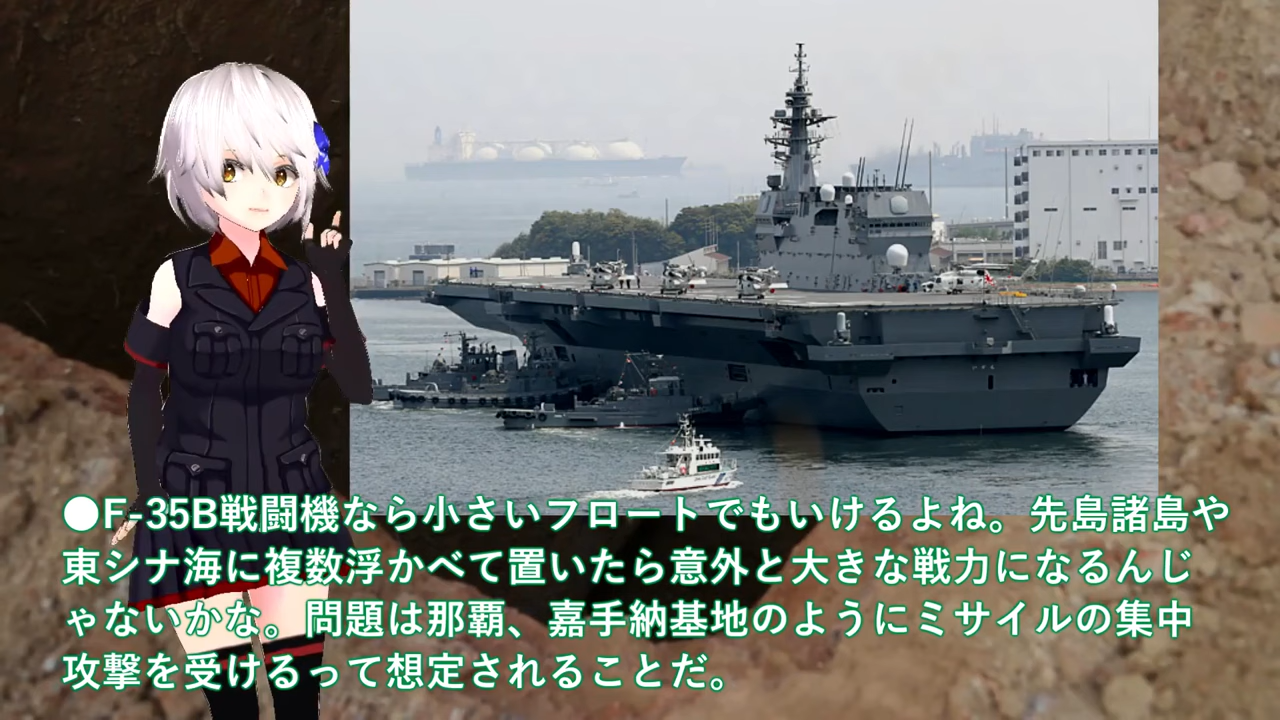 ●F-35B戦闘機なら小さいフロートでもいけるよね。先島諸島や
東シナ海に複数浮かべて置いたら意外と大きな戦力になるんじ
ゃないかな。問題は那覇、嘉手納基地のようにミサイルの集中
攻撃を受けるって想定されることだ。